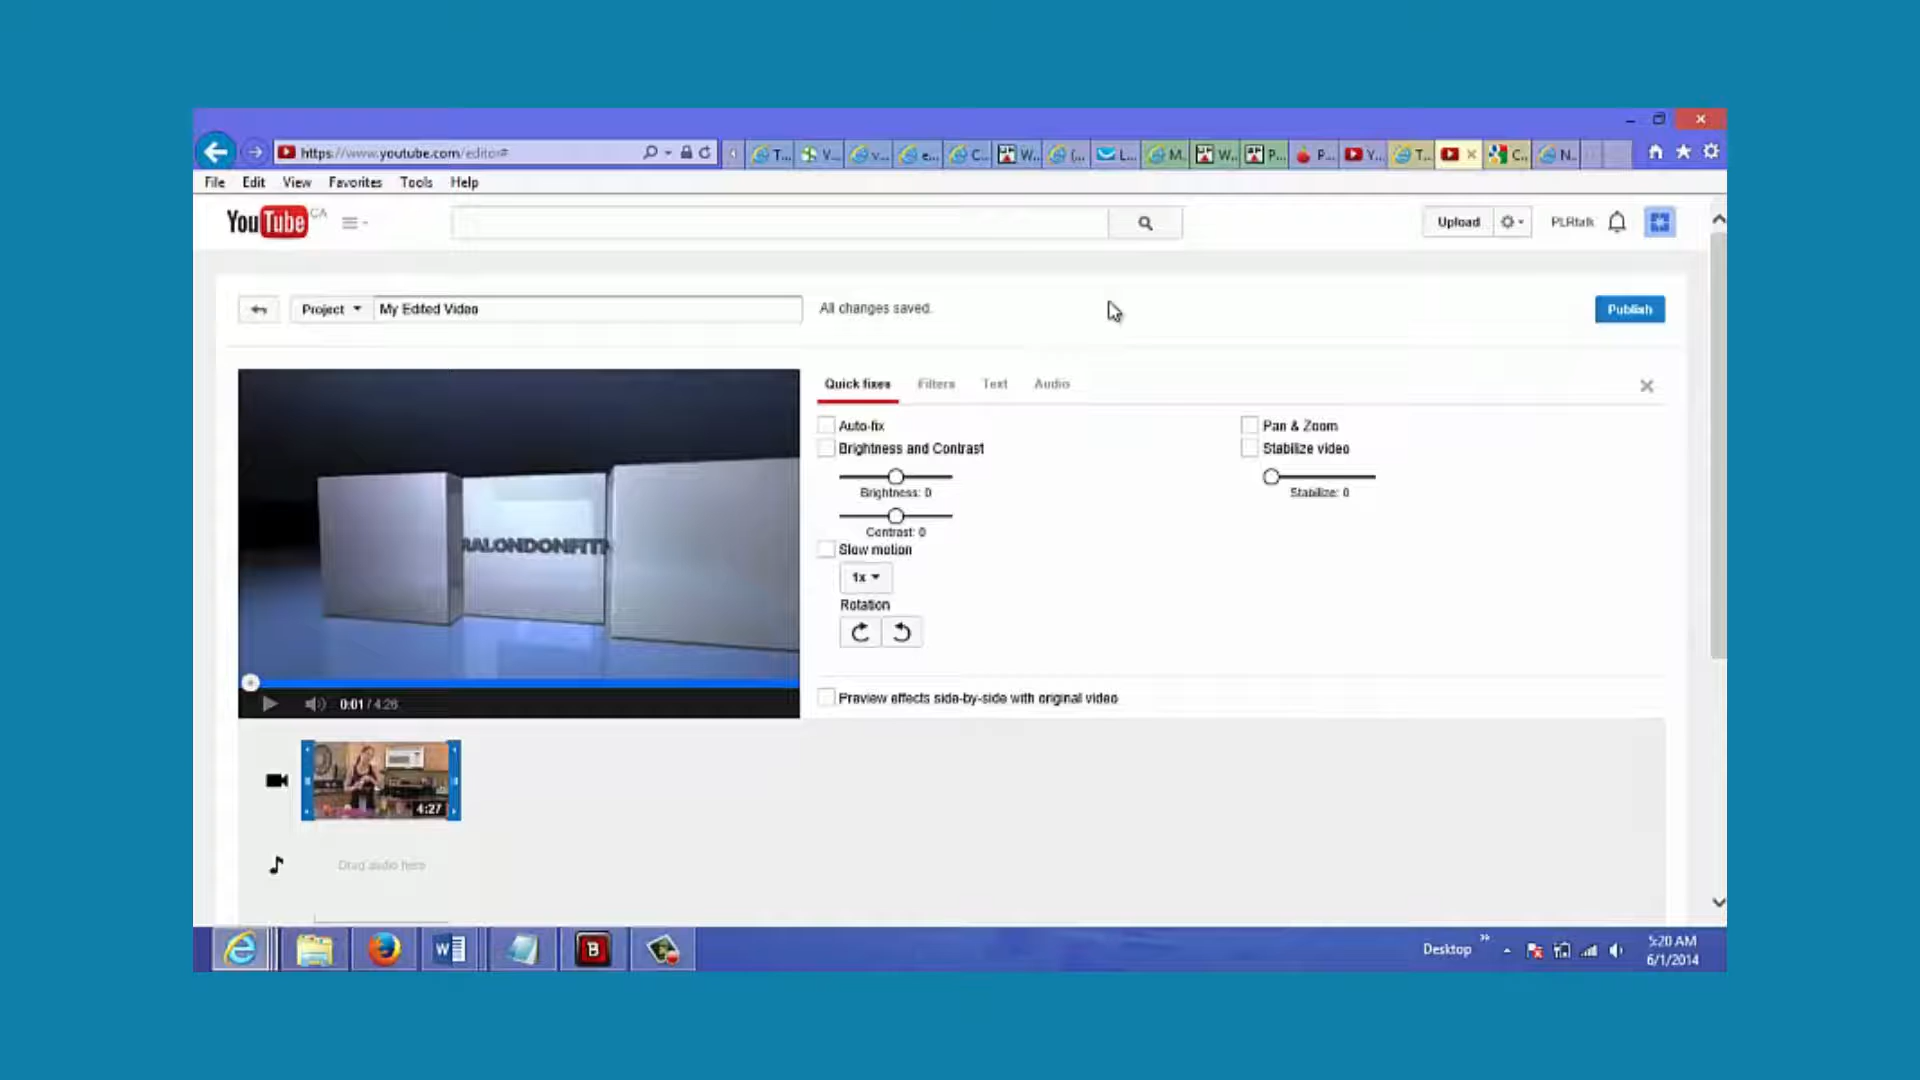 https://www.youtube.com/editor#
T...
V...
v...
e...
C...
W...
(...
L...
M.
W..
P...
P...
Y...
T...
C..
N..
File Edit View Favorites Tools Help
YouTube CA
Upload
PLRtalk
Project
My Edited Video
All changes saved.
Publish
Quick fixes Filters Text Audio
Auto-fix
Pan & Zoom
Brightness and Contrast
Stabilize video
Brightness: 0
Stabilize: 0
Contrast: 0
RALONDONFITN
Slow motion
1x
Rotation
Preview effects side-by-side with original video
0:01 / 4:26
4:27
Drag audio here
W
B
Desktop
5:20 AM
6/1/2014